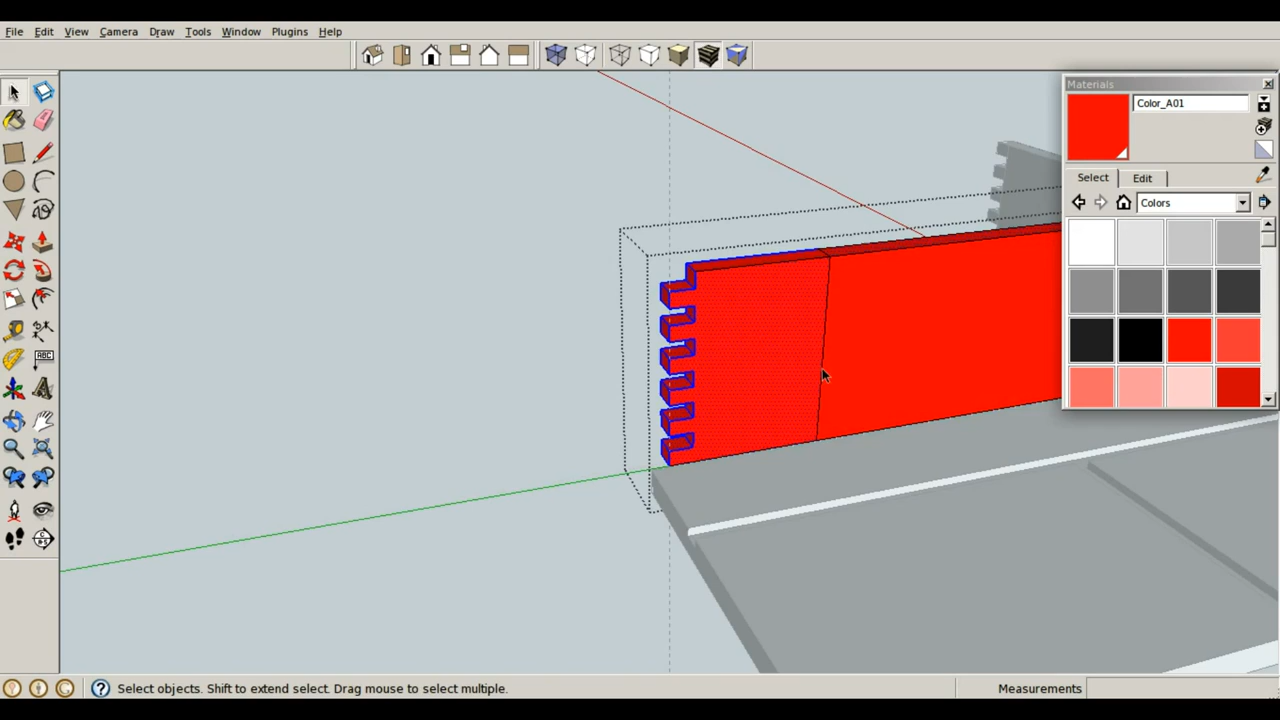 File Edit View Camera Draw Tools Window Plugins Help
Materials
Color_A01
Select Edit
Colors
ABC
Select objects. Shift to extend select. Drag mouse to select multiple.
Measurements